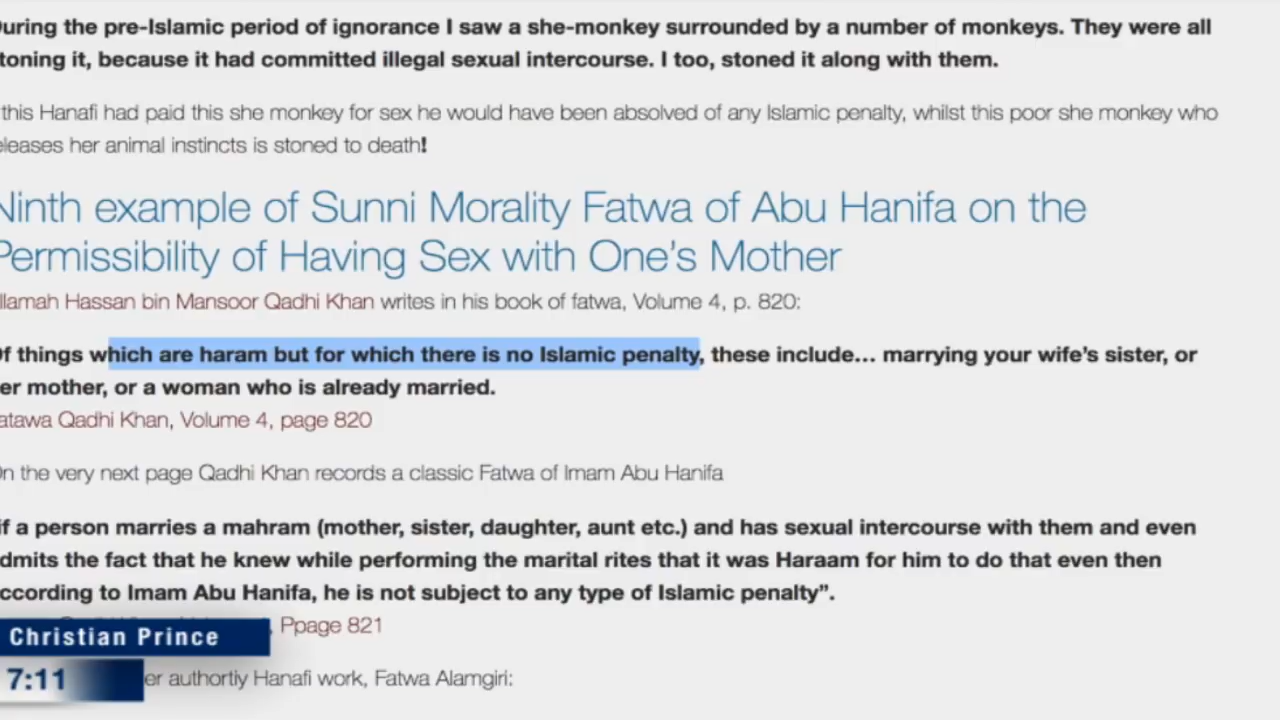 uring the pre-Islamic period of ignorance I saw a she-monkey surrounded by a number of monkeys. They were all
toning it, because it had committed illegal sexual intercourse. I too, stoned it along with them.
this Hanafi had paid this she monkey for sex he would have been absolved of any Islamic penalty, whilst this poor she monkey who
eleases her animal instincts is stoned to death!
Ninth example of Sunni Morality Fatwa of Abu Hanifa on the
Permissibility of Having Sex with One's Mother
llamah Hassan bin Mansoor Qadhi Khan writes in his book of fatwa, Volume 4, p. 820:
Of things which are haram but for which there is no Islamic penalty, these include... marrying your wife's sister, or
er mother, or a woman who is already married.
atawa Qadhi Khan, Volume 4, page 820
On the very next page Qadhi Khan records a classic Fatwa of Imam Abu Hanifa
if a person marries a mahram (mother, sister, daughter, aunt etc.) and has sexual intercourse with them and even
dmits the fact that he knew while performing the marital rites that it was Haraam for him to do that even then
ccording to Imam Abu Hanifa, he is not subject to any type of Islamic penalty".
Ppage 821
Christian Prince
7:11
er authortiy Hanafi work, Fatwa Alamgiri: